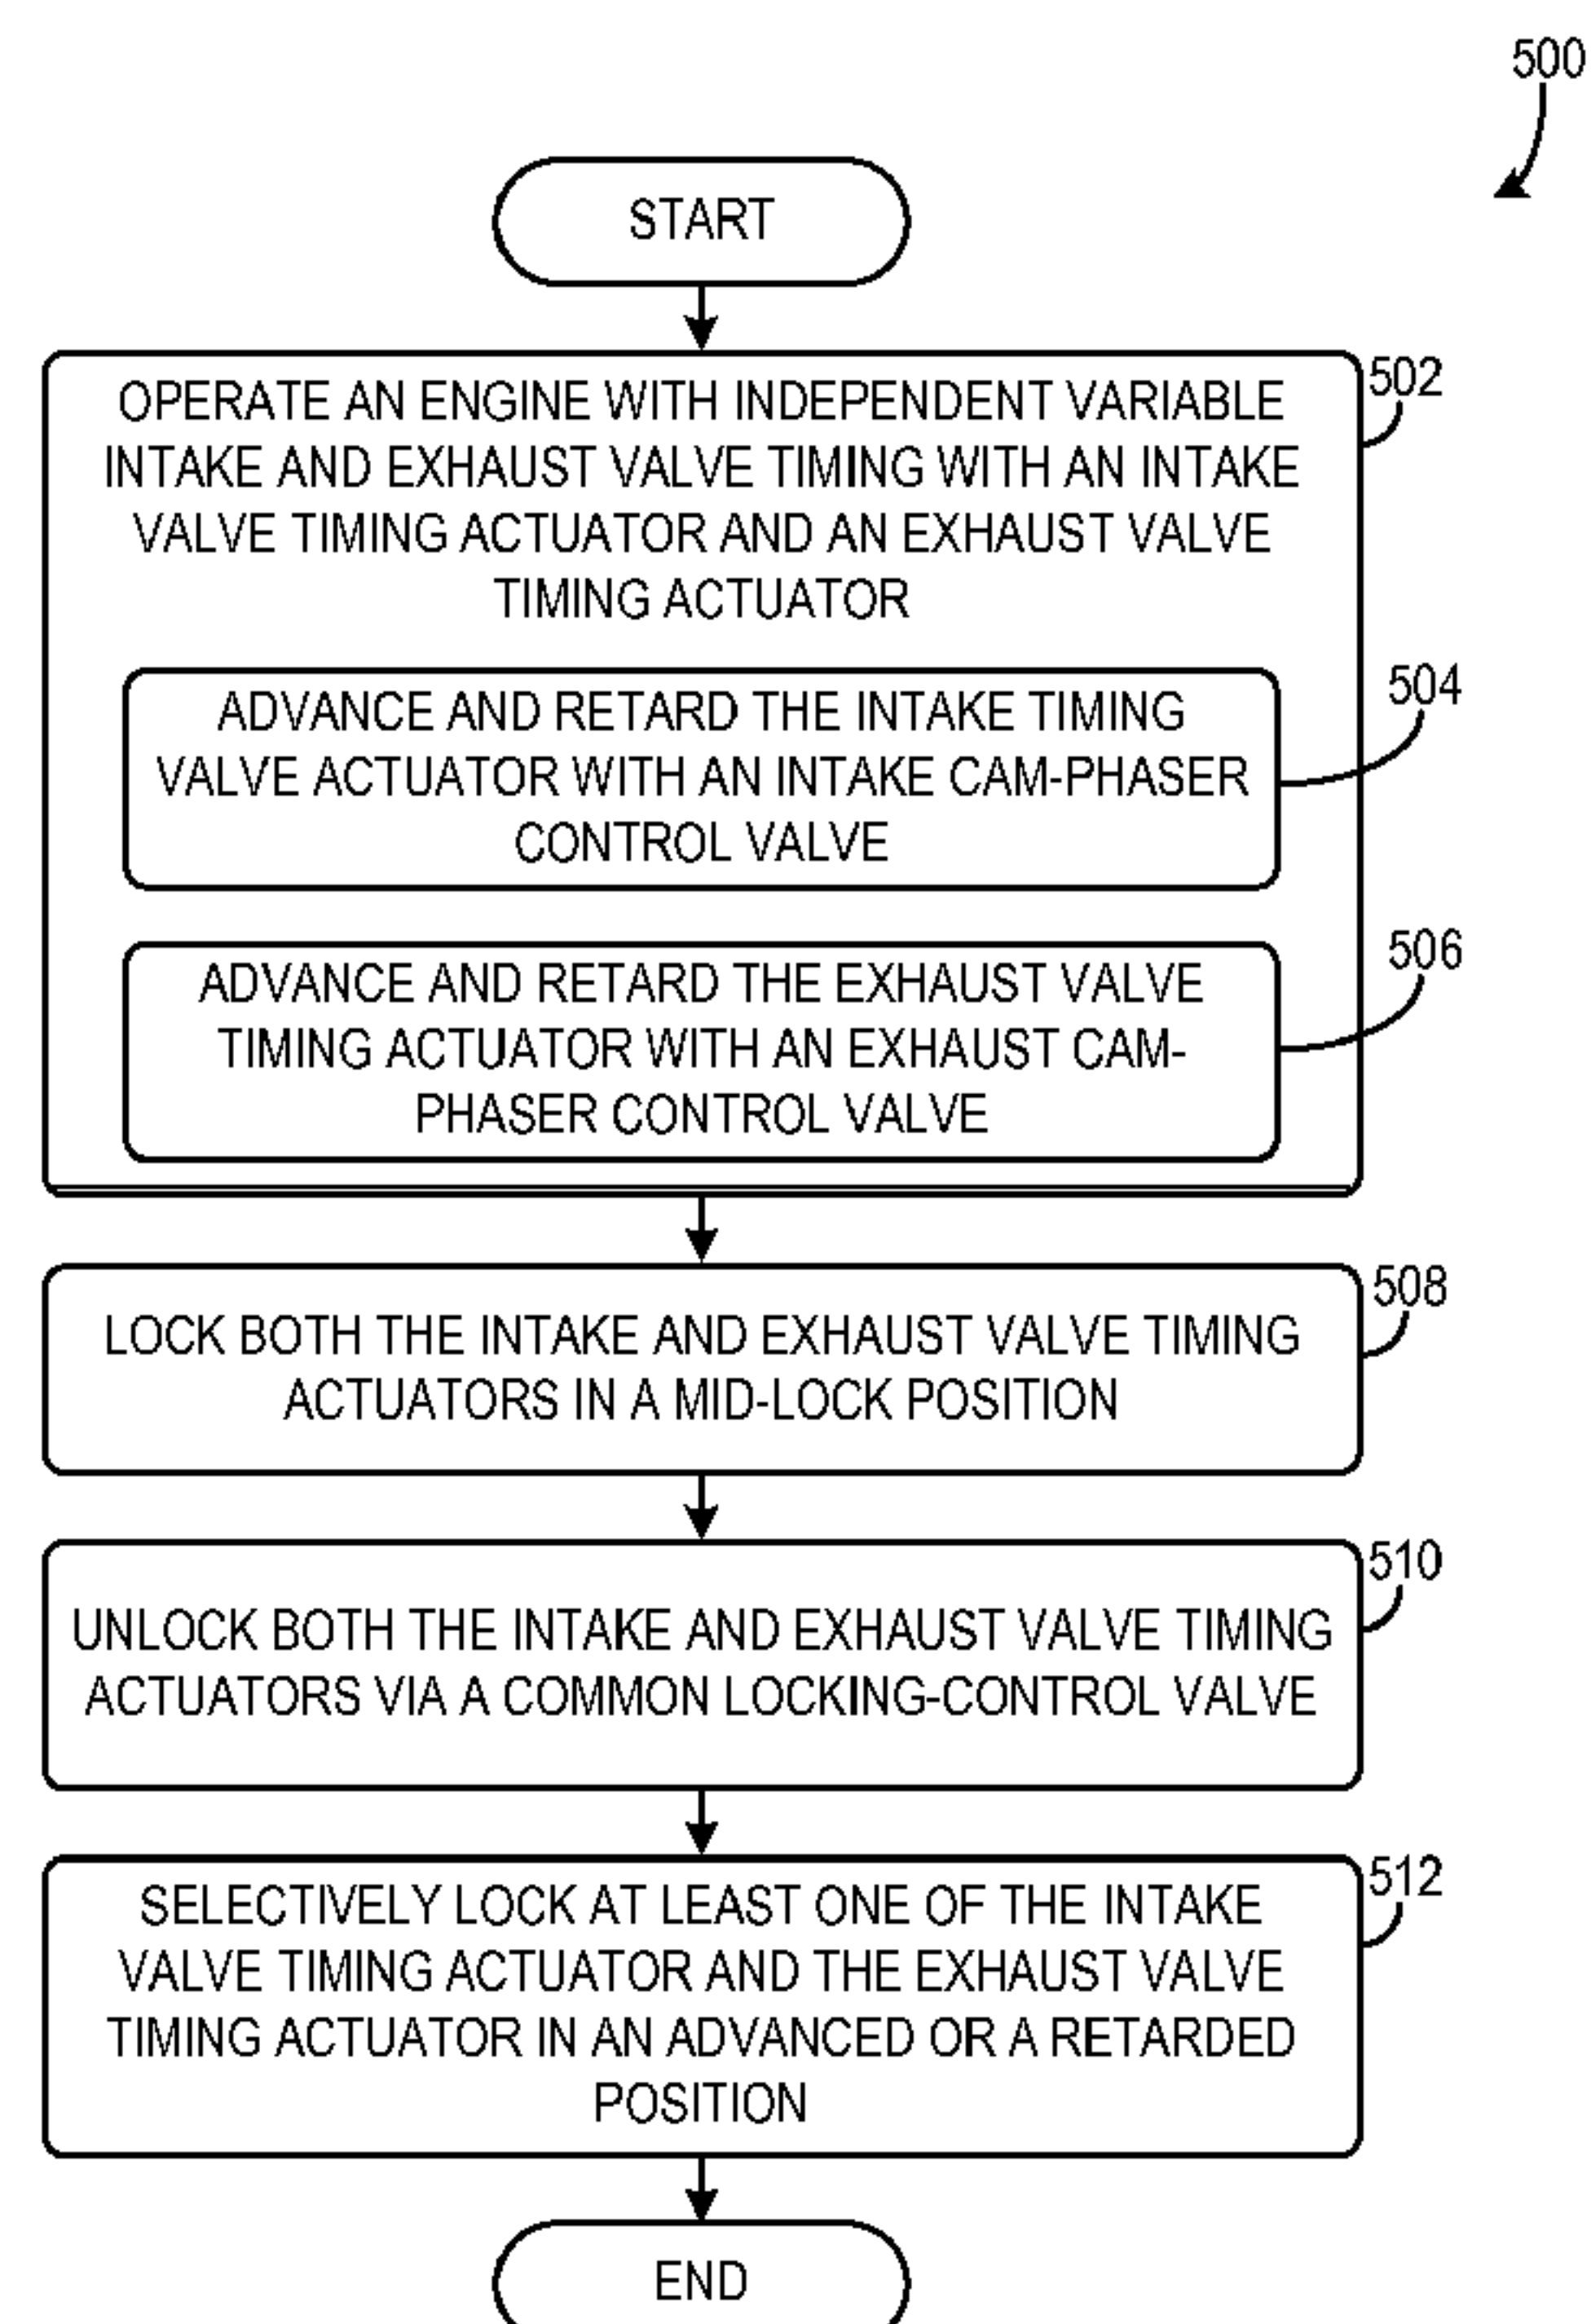 500
START
502
OPERATE AN ENGINE WITH INDEPENDENT VARIABLE
INTAKE AND EXHAUST VALVE TIMING WITH AN INTAKE
VALVE TIMING ACTUATOR AND AN EXHAUST VALVE
TIMING ACTUATOR
504
ADVANCE AND RETARD THE INTAKE TIMING
VALVE ACTUATOR WITH AN INTAKE CAM-PHASER
CONTROL VALVE
506
ADVANCE AND RETARD THE EXHAUST VALVE
TIMING ACTUATOR WITH AN EXHAUST CAM-
PHASER CONTROL VALVE
508
LOCK BOTH THE INTAKE AND EXHAUST VALVE TIMING
ACTUATORS IN A MID-LOCK POSITION
510
UNLOCK BOTH THE INTAKE AND EXHAUST VALVE TIMING
ACTUATORS VIA A COMMON LOCKING-CONTROL VALVE
512
SELECTIVELY LOCK AT LEAST ONE OF THE INTAKE
VALVE TIMING ACTUATOR AND THE EXHAUST VALVE
TIMING ACTUATOR IN AN ADVANCED OR A RETARDED
POSITION
END